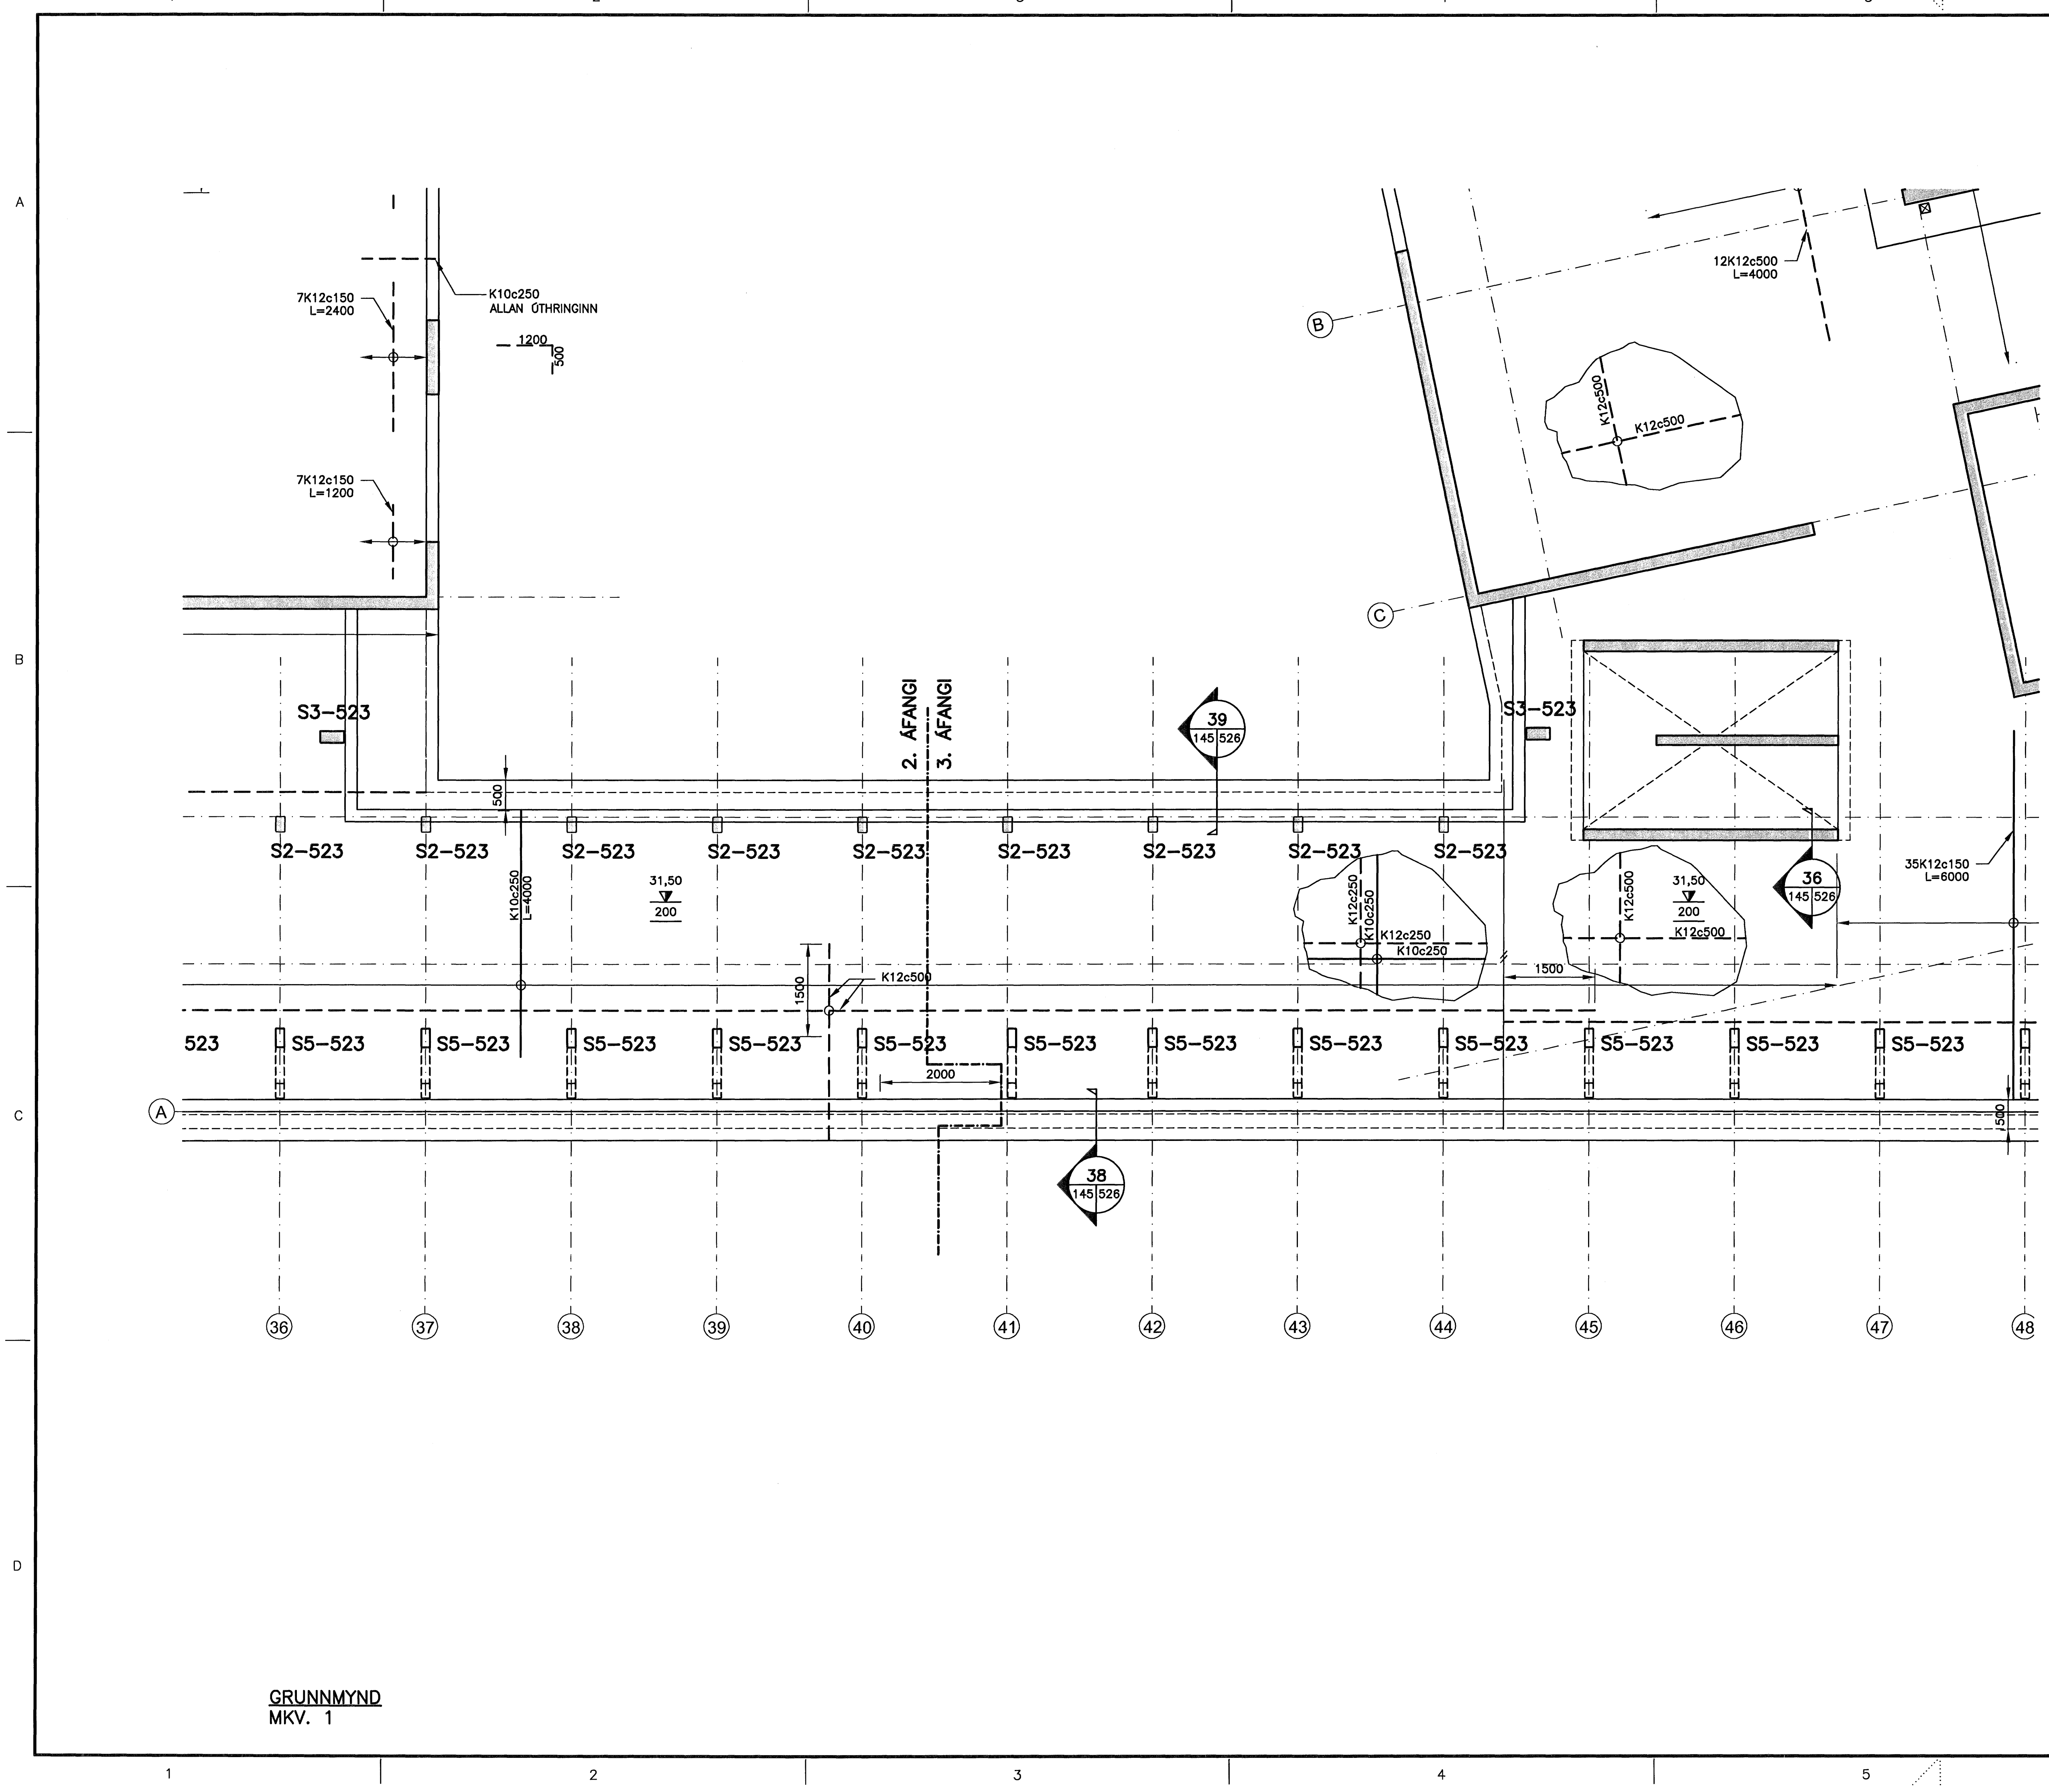 A
7K12c150
L=2400
K10c250
ALLAN ÚTHRINGINN
1200
500
B
12K12c500
L=4000
K12c500
K12c500
7K12c150
L=1200
C
B
S3-523
2. ÁFANGI
3. ÁFANGI
39
145 526
S3-523
500
S2-523
S2-523
S2-523
S2-523
S2-523
S2-523
S2-523
S2-523
S2-523
K10c250
L=4000
31,50
200
K12c250
K10c250
K12c250
K10c250
K12c500
31,50
200
K12c500
36
145 526
35K12c150
L=6000
1500
K12c500
1500
523
S5-523
S5-523
S5-523
S5-523
S5-523
S5-523
S5-523
S5-523
S5-523
S5-523
S5-523
S5-523
2000
C
A
500
38
145 526
36
37
38
39
40
41
42
43
44
45
46
47
48
D
GRUNNMYND
MKV. 1
1
2
3
4
5